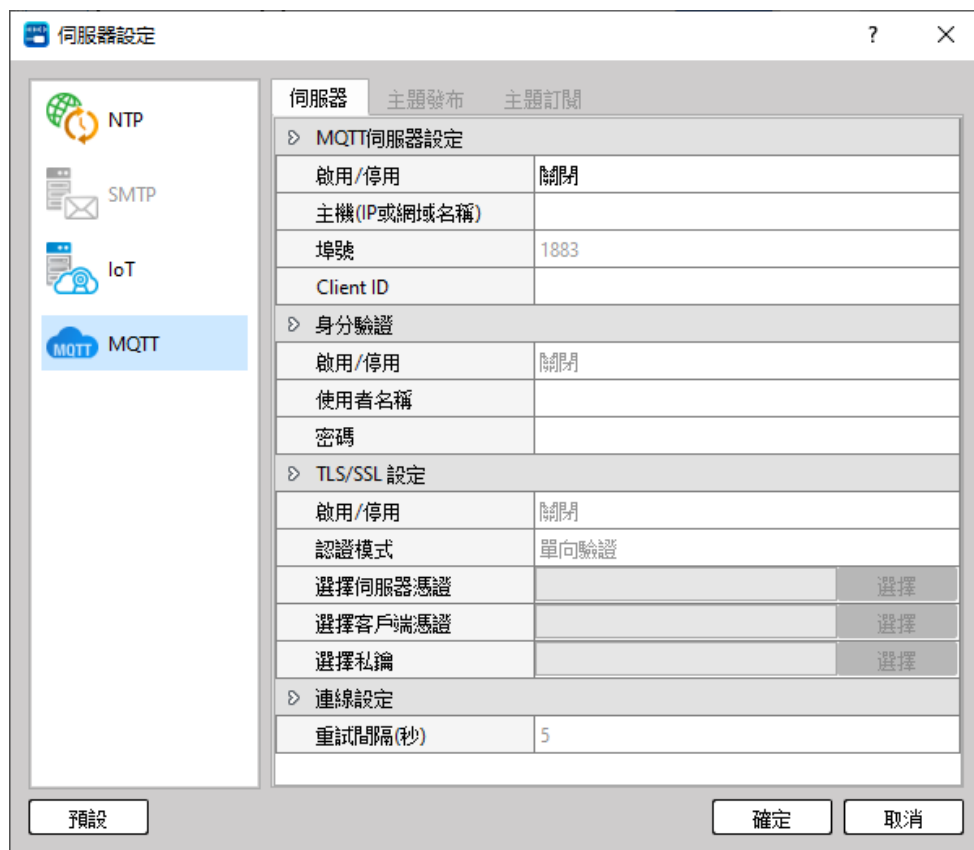 伺服器設定
?
NTP
SMTP
IoT
MQTT
MQTT
伺服器 主題發布 主題訂閱
MQTT伺服器設定
啟用/停用 關閉
主機(IP或網域名稱)
埠號 1883
Client ID
身分驗證
啟用/停用 關閉
使用者名稱
密碼
TLS/SSL 設定
啟用/停用 關閉
認證模式 單向驗證
選擇伺服器憑證 選擇
選擇客戶端憑證 選擇
選擇私鑰 選擇
連線設定
重試間隔(秒) 5
預設 確定 取消